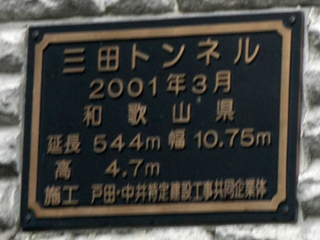 三田トンネル
2001年3月
和歌山県
延長 544m 幅 10.75m
高 4.7m
施工 戸田・中井特定建設工事共同企業体